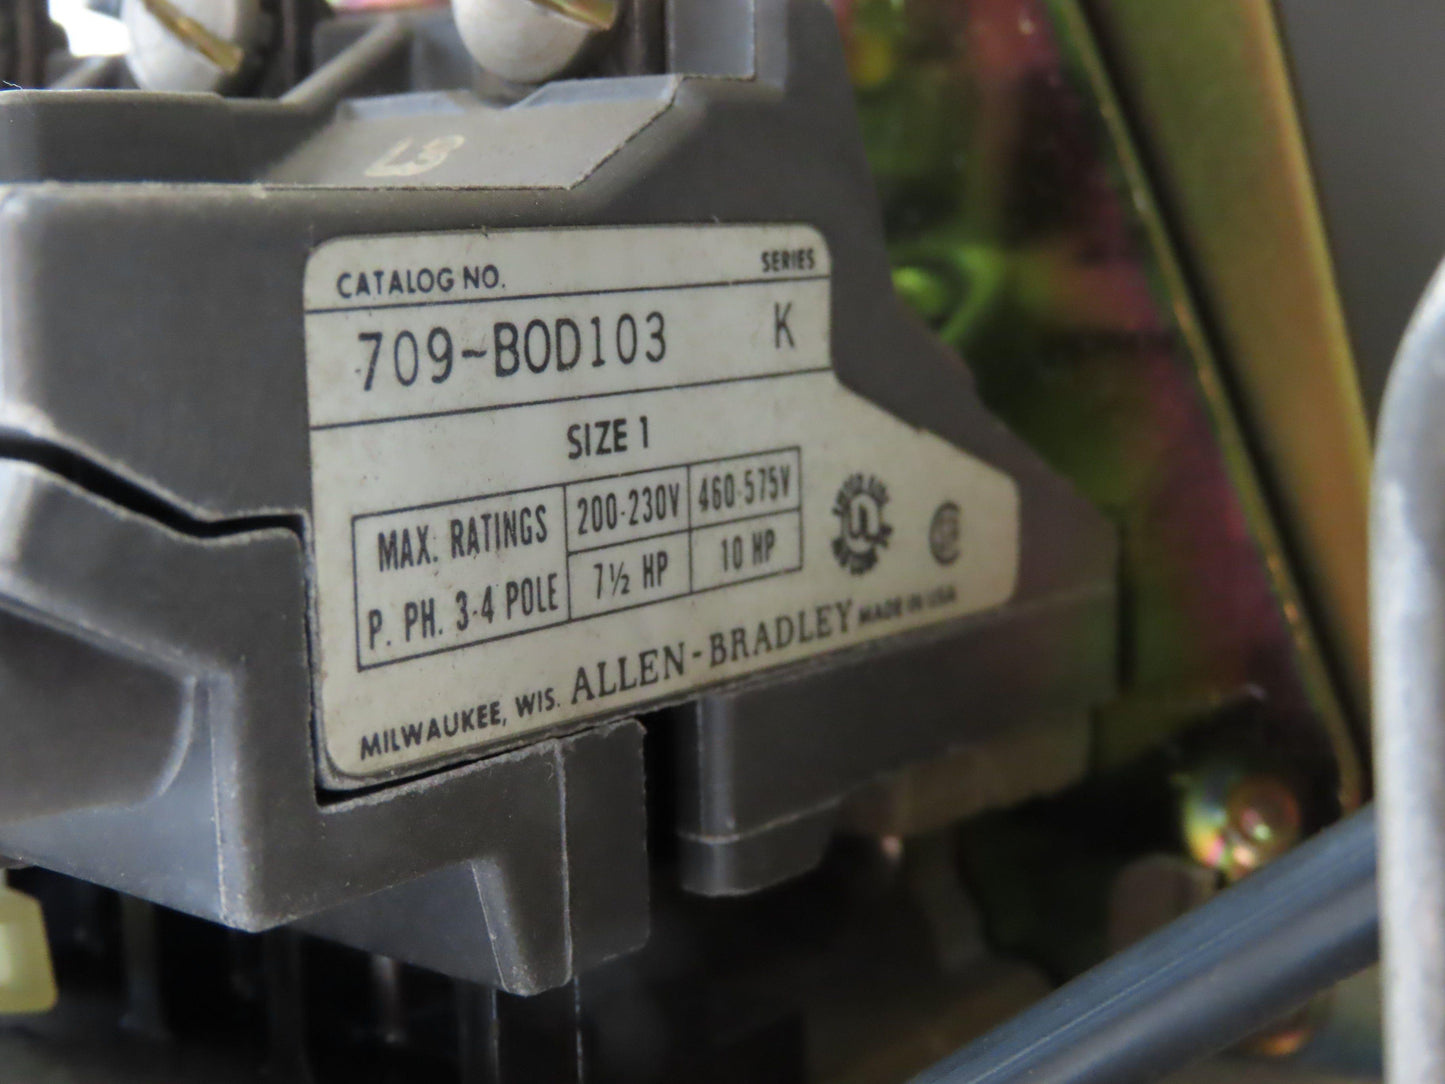 L3
CATALOG NO. SERIES
709-BOD103 K
SIZE 1
MAX. RATINGS 200-230V 460-575V
P. PH. 3-4 POLE 7½ HP 10 HP
MILWAUKEE, WIS. ALLEN-BRADLEY MADE IN USA